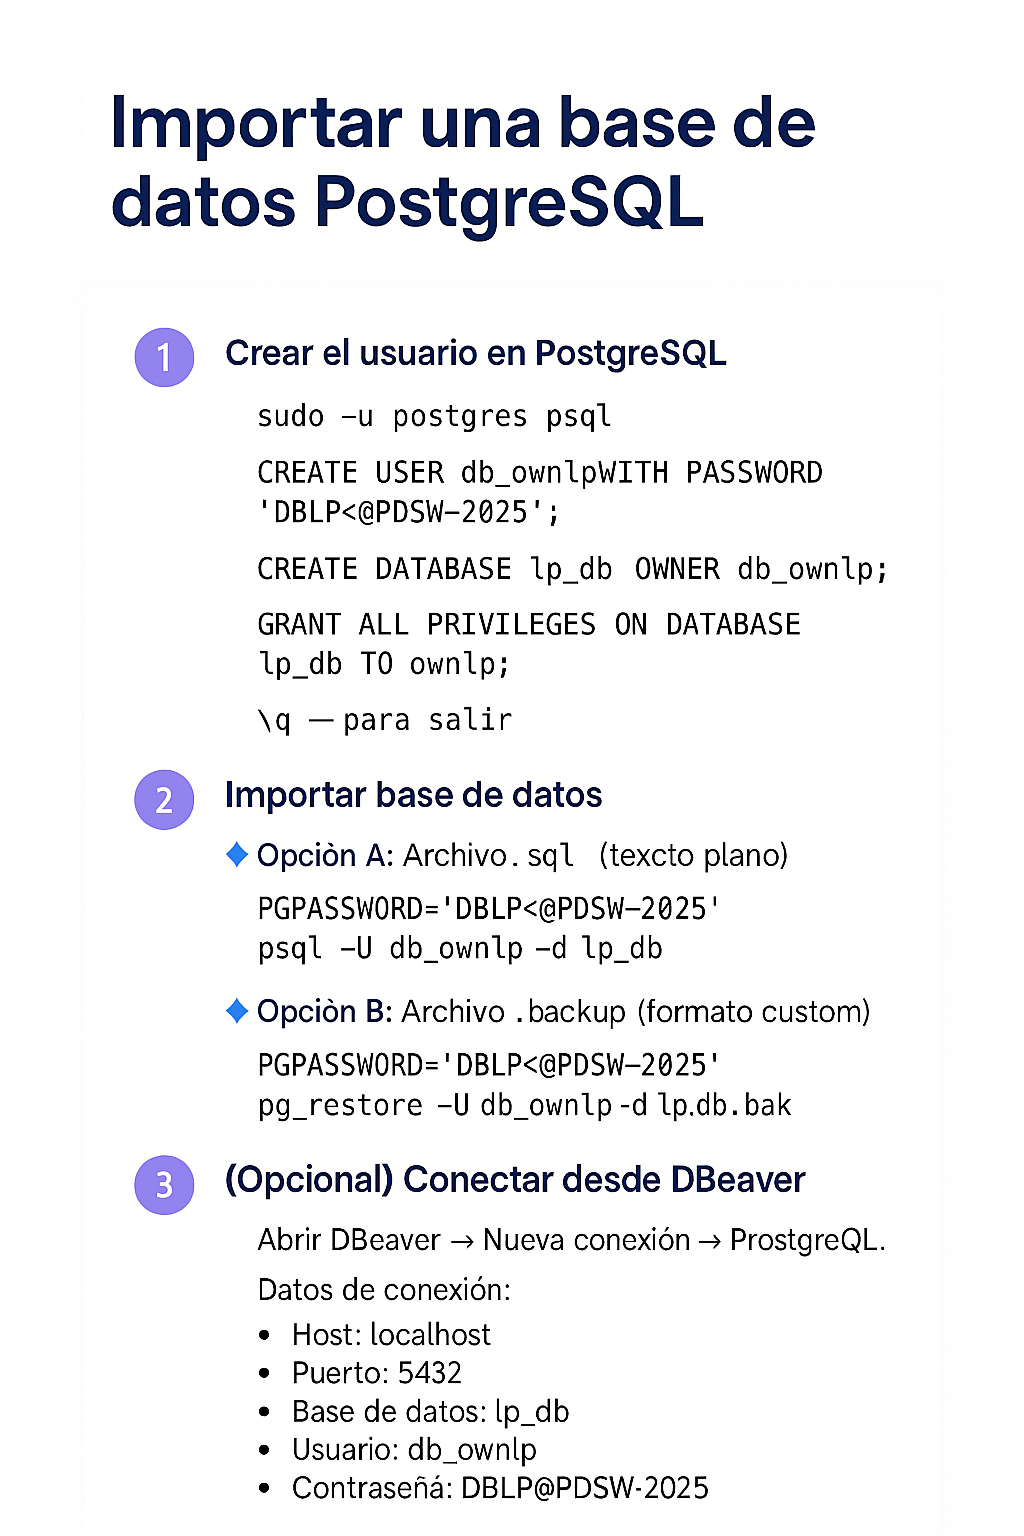 Importar una base de
datos PostgreSQL
1 Crear el usuario en PostgreSQL
sudo –u postgres psql
CREATE USER db_ownlpWITH PASSWORD
'DBLP<@PDSW–2025';
CREATE DATABASE lp_db OWNER db_ownlp;
GRANT ALL PRIVILEGES ON DATABASE
lp_db TO ownlp;
\q — para salir
2 Importar base de datos
Opciòn A: Archivo.sql (texcto plano)
PGPASSWORD='DBLP<@PDSW–2025'
psql –U db_ownlp –d lp_db
Opciòn B: Archivo .backup (formato custom)
PGPASSWORD='DBLP<@PDSW–2025'
pg_restore –U db_ownlp -d lp.db.bak
3 (Opcional) Conectar desde DBeaver
Abrir DBeaver → Nueva conexión → ProstgreQL.
Datos de conexión:
• Host: localhost
• Puerto: 5432
• Base de datos: lp_db
• Usuario: db_ownlp
• Contraseñá: DBLP@PDSW-2025